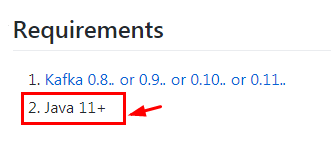 Requirements
1. Kafka 0.8.. or 0.9.. or 0.10.. or 0.11..
2. Java 11+